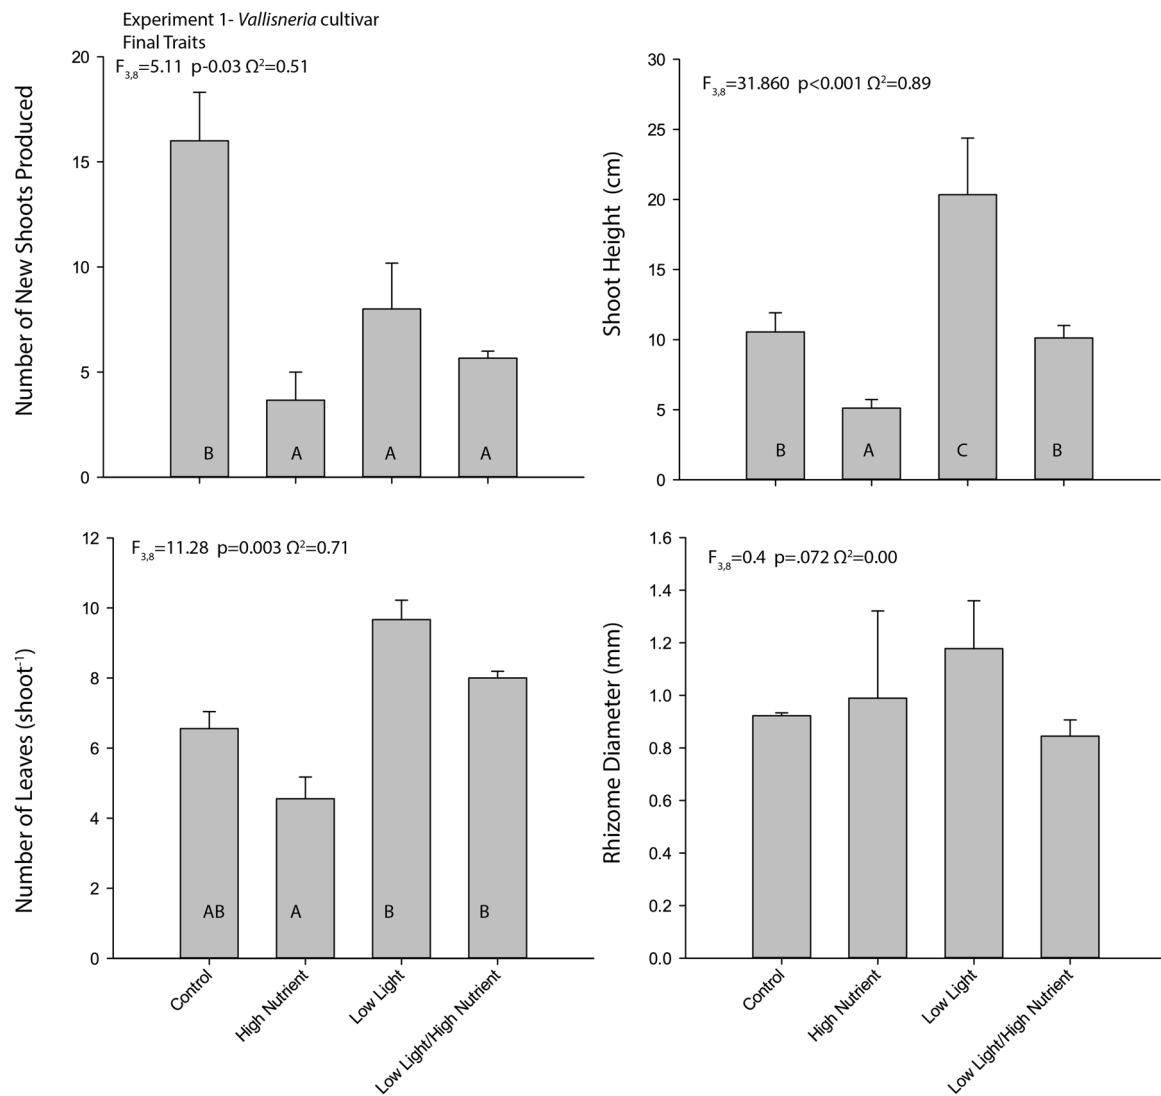 Experiment 1- Vallisneria cultivar
Final Traits
F3,8=5.11 p-0.03 Ω²=0.51
Number of New Shoots Produced
20
15
10
5
0
B
A
A
A
F3,8=31.860 p<0.001 Ω²=0.89
Shoot Height (cm)
30
25
20
15
10
5
0
B
A
C
B
F3,8=11.28 p=0.003 Ω²=0.71
Number of Leaves (shoot⁻¹)
12
10
8
6
4
2
0
AB
A
B
B
Control
High Nutrient
Low Light
Low Light/High Nutrient
F3,8=0.4 p=.072 Ω²=0.00
Rhizome Diameter (mm)
1.6
1.4
1.2
1.0
0.8
0.6
0.4
0.2
0.0
Control
High Nutrient
Low Light
Low Light/High Nutrient